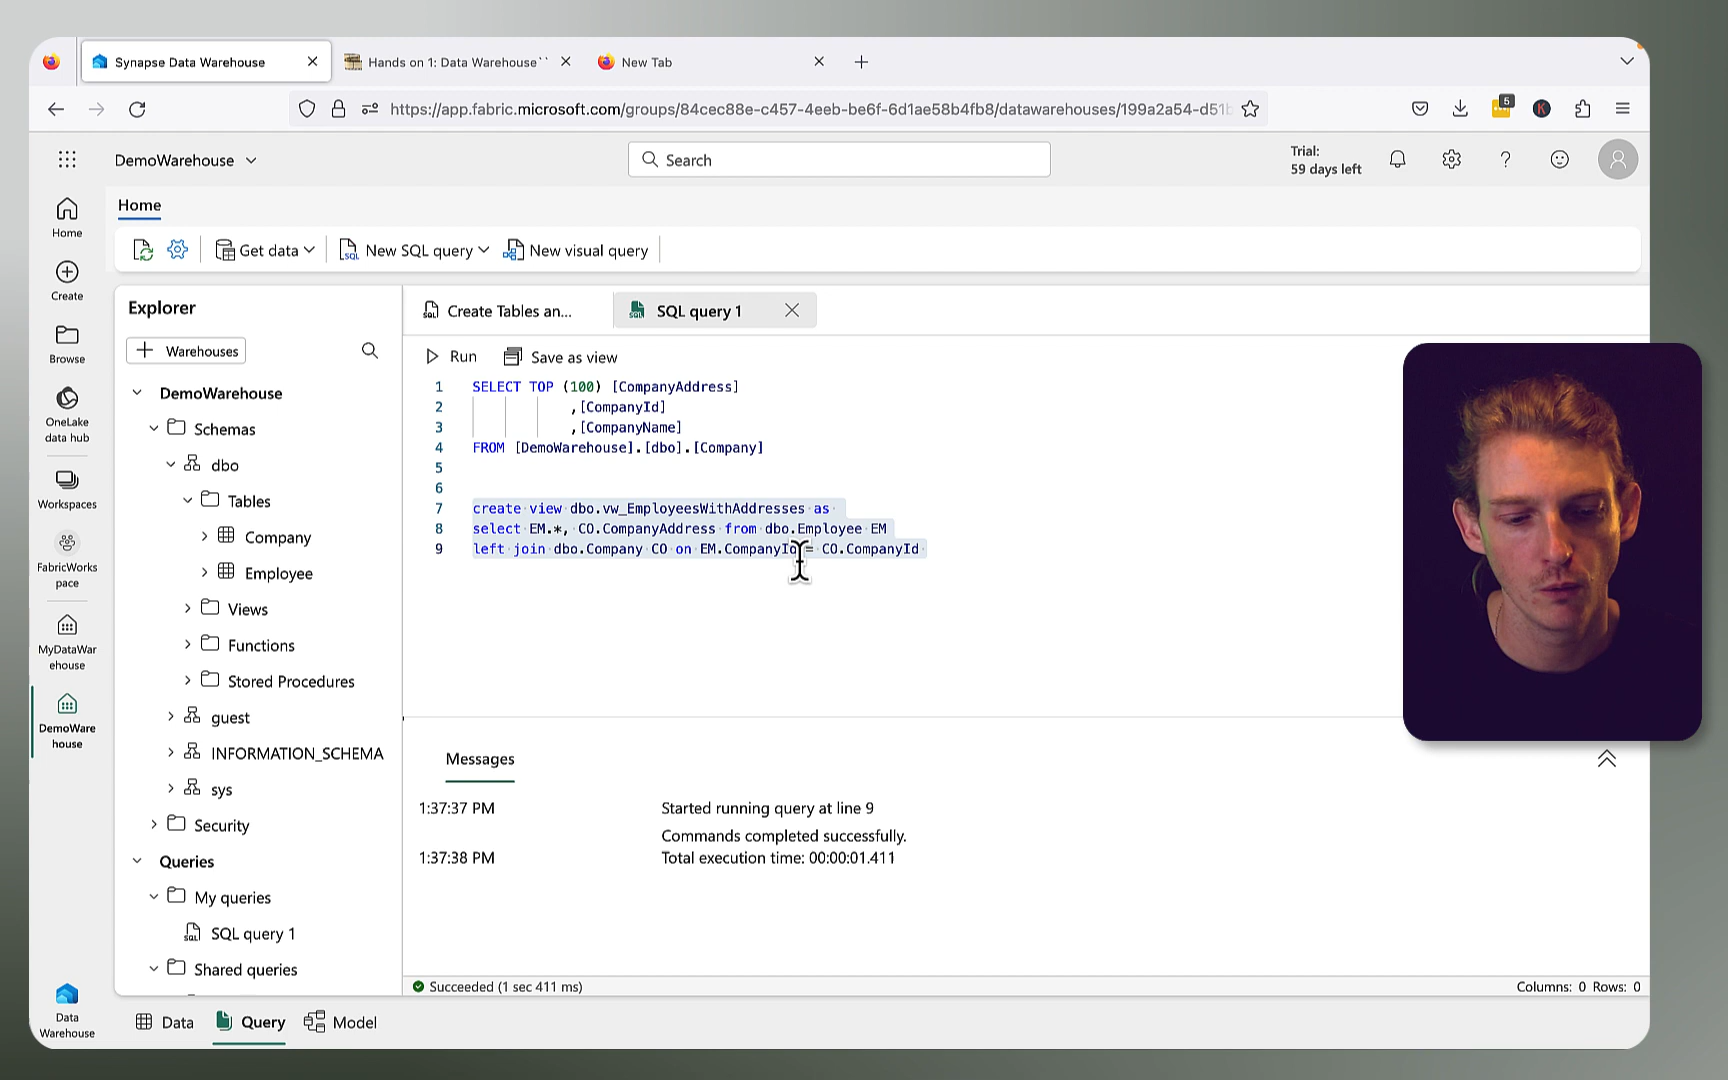 Synapse Data Warehouse
Hands on 1: Data Warehouse``
New Tab
https://app.fabric.microsoft.com/groups/84cec88e-c457-4eeb-be6f-6d1ae58b4fb8/datawarehouses/199a2a54-d51b
5
K
DemoWarehouse
Search
Trial:
59 days left
Home
Get data
New SQL query
New visual query
Home
Create
Browse
OneLake
data hub
Workspaces
FabricWorks
pace
MyDataWar
ehouse
DemoWare
house
Data
Warehouse
Explorer
Warehouses
DemoWarehouse
Schemas
dbo
Tables
Company
Employee
Views
Functions
Stored Procedures
guest
INFORMATION_SCHEMA
sys
Security
Queries
My queries
SQL query 1
Shared queries
Create Tables an...
SQL query 1
Run
Save as view
1 SELECT TOP (100) [CompanyAddress]
2 ,[CompanyId]
3 ,[CompanyName]
4 FROM [DemoWarehouse].[dbo].[Company]
5
6
7 create view dbo.vw_EmployeesWithAddresses as
8 select EM.*, CO.CompanyAddress from dbo.Employee EM
9 left join dbo.Company CO on EM.CompanyId = CO.CompanyId
Messages
1:37:37 PM Started running query at line 9
Commands completed successfully.
1:37:38 PM Total execution time: 00:00:01.411
Succeeded (1 sec 411 ms)
Columns: 0 Rows: 0
Data
Query
Model